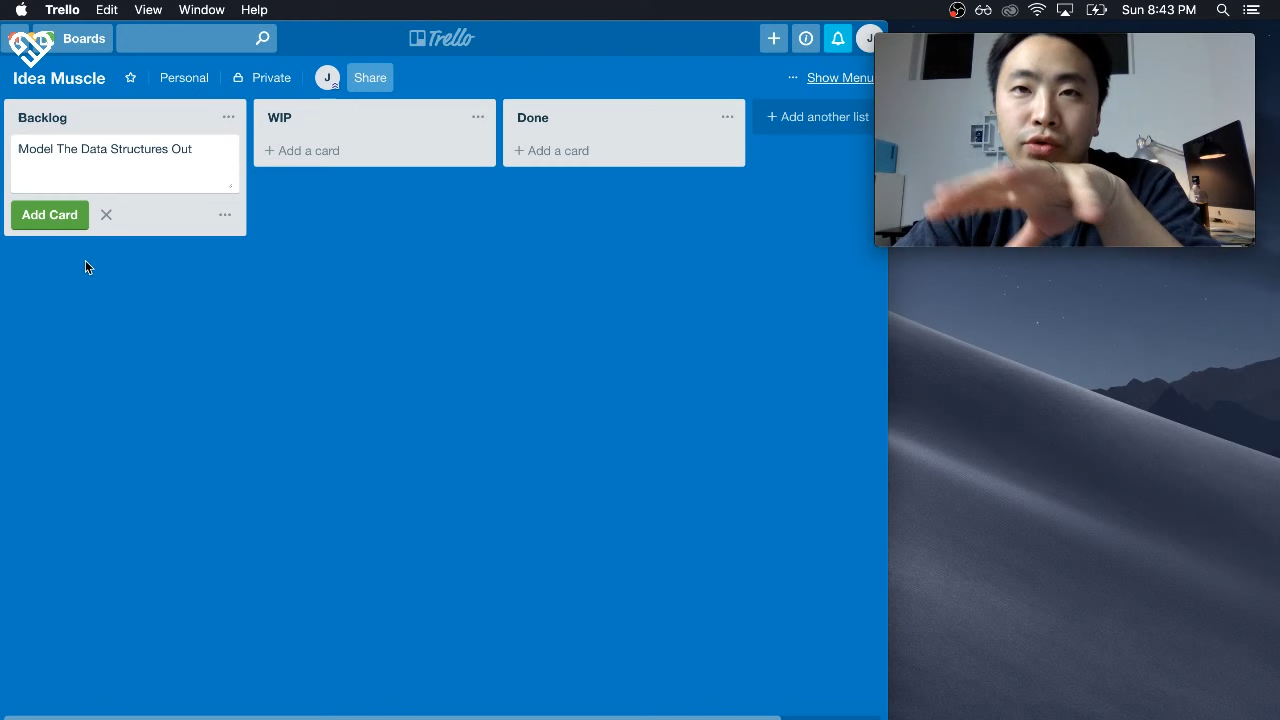 Trello Edit View Window Help Sun 8:43 PM
Boards Trello J
Idea Muscle Personal Private J Share ··· Show Menu
Backlog ···
Model The Data Structures Out
Add Card ···
WIP ···
+ Add a card
Done ···
+ Add a card
+ Add another list